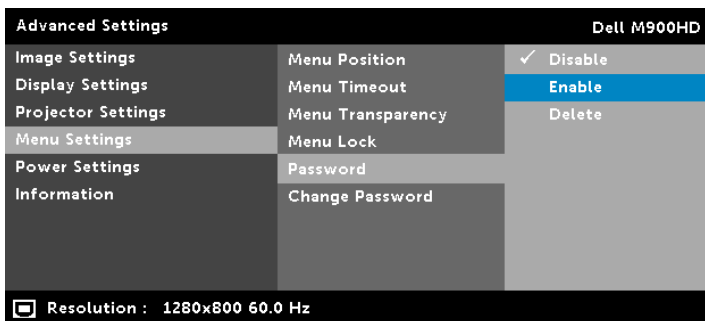 Advanced Settings
Dell M900HD
Image Settings
Display Settings
Projector Settings
Menu Settings
Power Settings
Information
Menu Position
Menu Timeout
Menu Transparency
Menu Lock
Password
Change Password
✓ Disable
Enable
Delete
Resolution : 1280x800 60.0 Hz